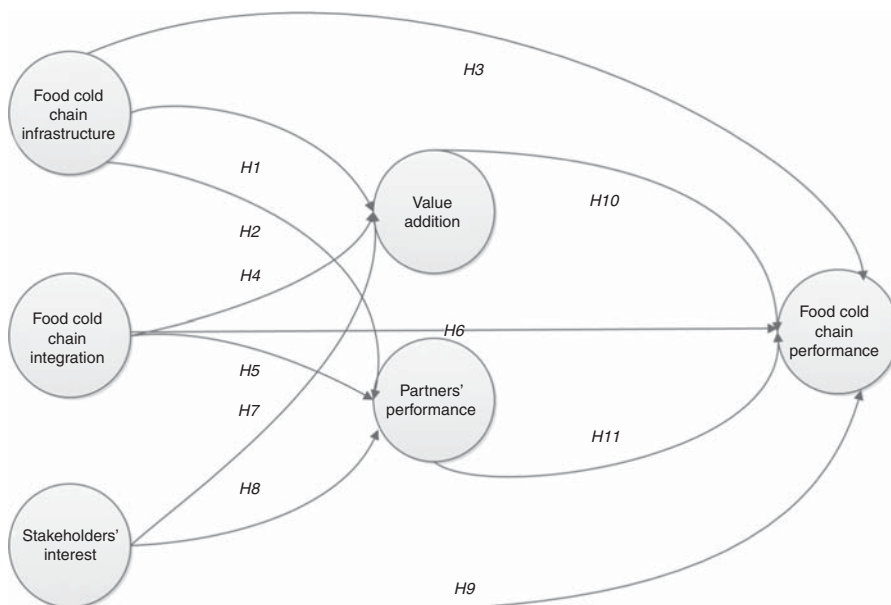 H3
Food cold
chain
infrastructure
H1
Value
addition
H10
H2
H4
Food cold
chain
integration
H6
Food cold
chain
performance
H5
H7
Partners'
performance
H11
H8
Stakeholders'
interest
H9